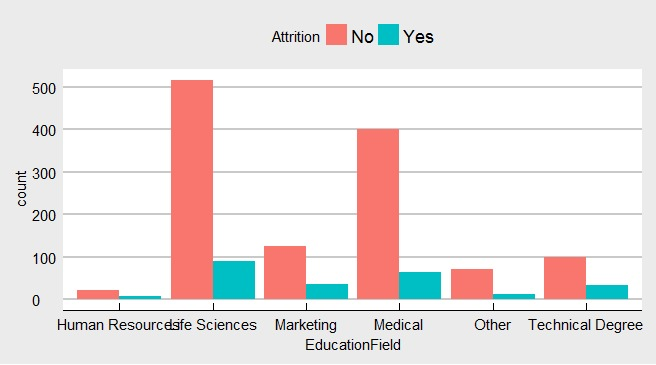 Attrition No Yes
500
400
300
200
100
0
count
Human Resources Life Sciences Marketing Medical Other Technical Degree
EducationField